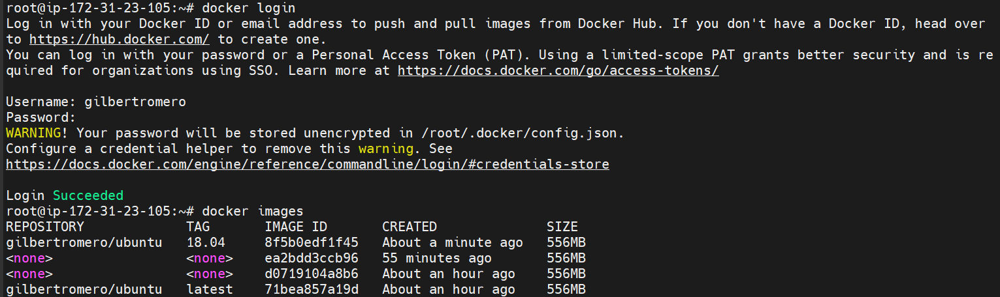 root@ip-172-31-23-105:~# docker login
Log in with your Docker ID or email address to push and pull images from Docker Hub. If you don't have a Docker ID, head over
to https://hub.docker.com/ to create one.
You can log in with your password or a Personal Access Token (PAT). Using a limited-scope PAT grants better security and is re
quired for organizations using SSO. Learn more at https://docs.docker.com/go/access-tokens/
Username: gilbertromero
Password:
WARNING! Your password will be stored unencrypted in /root/.docker/config.json.
Configure a credential helper to remove this warning. See
https://docs.docker.com/engine/reference/commandline/login/#credentials-store
Login Succeeded
root@ip-172-31-23-105:~# docker images
REPOSITORY TAG IMAGE ID CREATED SIZE
gilbertromero/ubuntu 18.04 8f5b0edf1f45 About a minute ago 556MB
<none> <none> ea2bdd3ccb96 55 minutes ago 556MB
<none> <none> d0719104a8b6 About an hour ago 556MB
gilbertromero/ubuntu latest 71bea857a19d About an hour ago 556MB